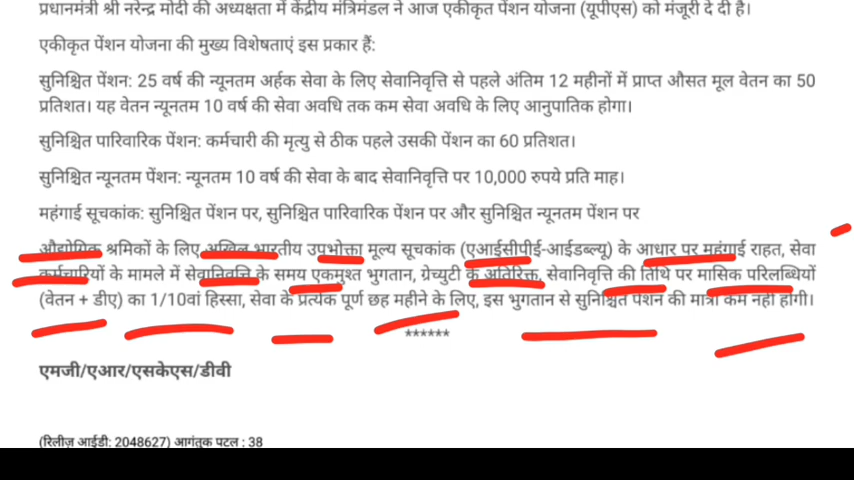 प्रधानमंत्री श्री नरेन्द्र मोदी की अध्यक्षता में केंद्रीय मंत्रिमंडल ने आज एकीकृत पेंशन योजना (यूपीएस) को मंजूरी दे दी है।
एकीकृत पेंशन योजना की मुख्य विशेषताएं इस प्रकार हैं:
सुनिश्चित पेंशन: 25 वर्ष की न्यूनतम अर्हक सेवा के लिए सेवानिवृत्ति से पहले अंतिम 12 महीनों में प्राप्त औसत मूल वेतन का 50
प्रतिशत। यह वेतन न्यूनतम 10 वर्ष की सेवा अवधि तक कम सेवा अवधि के लिए आनुपातिक होगा।
सुनिश्चित पारिवारिक पेंशन: कर्मचारी की मृत्यु से ठीक पहले उसकी पेंशन का 60 प्रतिशत।
सुनिश्चित न्यूनतम पेंशन: न्यूनतम 10 वर्ष की सेवा के बाद सेवानिवृत्ति पर 10,000 रुपये प्रति माह।
महंगाई सूचकांक: सुनिश्चित पेंशन पर, सुनिश्चित पारिवारिक पेंशन पर और सुनिश्चित न्यूनतम पेंशन पर
औद्योगिक श्रमिकों के लिए अखिल भारतीय उपभोक्ता मूल्य सूचकांक (एआईसीपीई-आईडब्ल्यू) के आधार पर महंगाई राहत, सेवा
कर्मचारियों के मामले में सेवानिवृत्ति के समय एकमुश्त भुगतान, ग्रेच्युटी के अतिरिक्त, सेवानिवृत्ति की तिथि पर मासिक परिलब्धियों
(वेतन + डीए) का 1/10वां हिस्सा, सेवा के प्रत्येक पूर्ण छह महीने के लिए, इस भुगतान से सुनिश्चित पेंशन की मात्रा कम नहीं होगी।
******
एमजी/एआर/एसकेएस/डीवी
(रिलीज़ आईडी: 2048627) आगंतुक पटल : 38